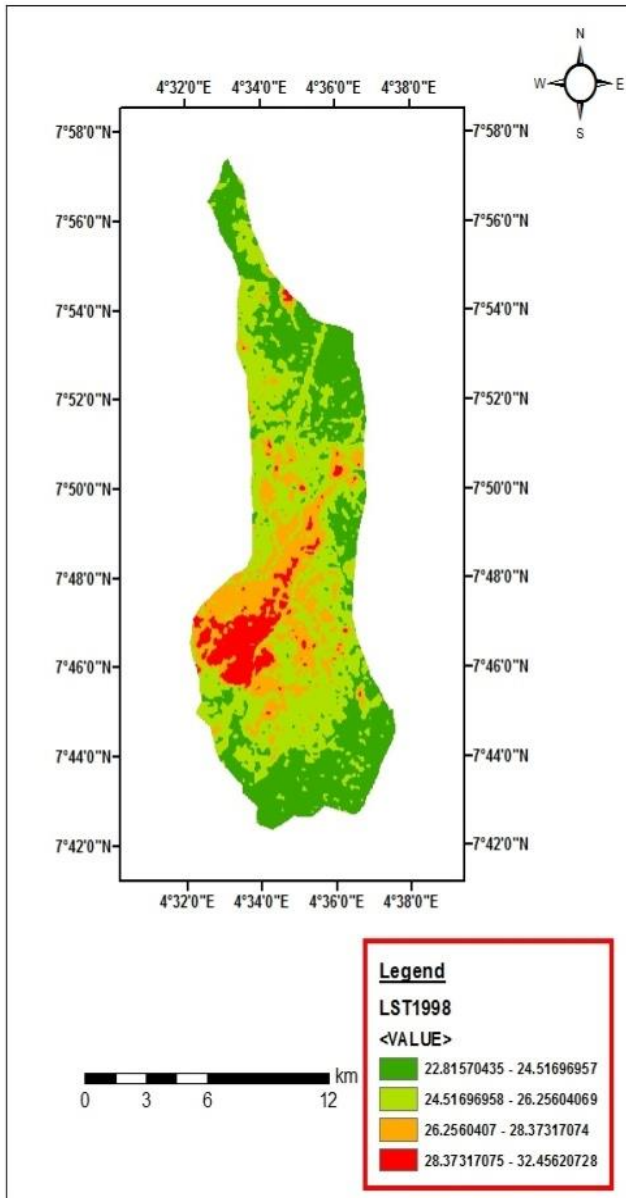 N
W E
S
4°32'0"E 4°34'0"E 4°36'0"E 4°38'0"E
7°58'0"N 7°58'0"N
7°56'0"N 7°56'0"N
7°54'0"N 7°54'0"N
7°52'0"N 7°52'0"N
7°50'0"N 7°50'0"N
7°48'0"N 7°48'0"N
7°46'0"N 7°46'0"N
7°44'0"N 7°44'0"N
7°42'0"N 7°42'0"N
4°32'0"E 4°34'0"E 4°36'0"E 4°38'0"E
Legend
LST1998
<VALUE>
22.81570435 - 24.51696957
24.51696958 - 26.25604069
26.2560407 - 28.37317074
28.37317075 - 32.45620728
km
0 3 6 12